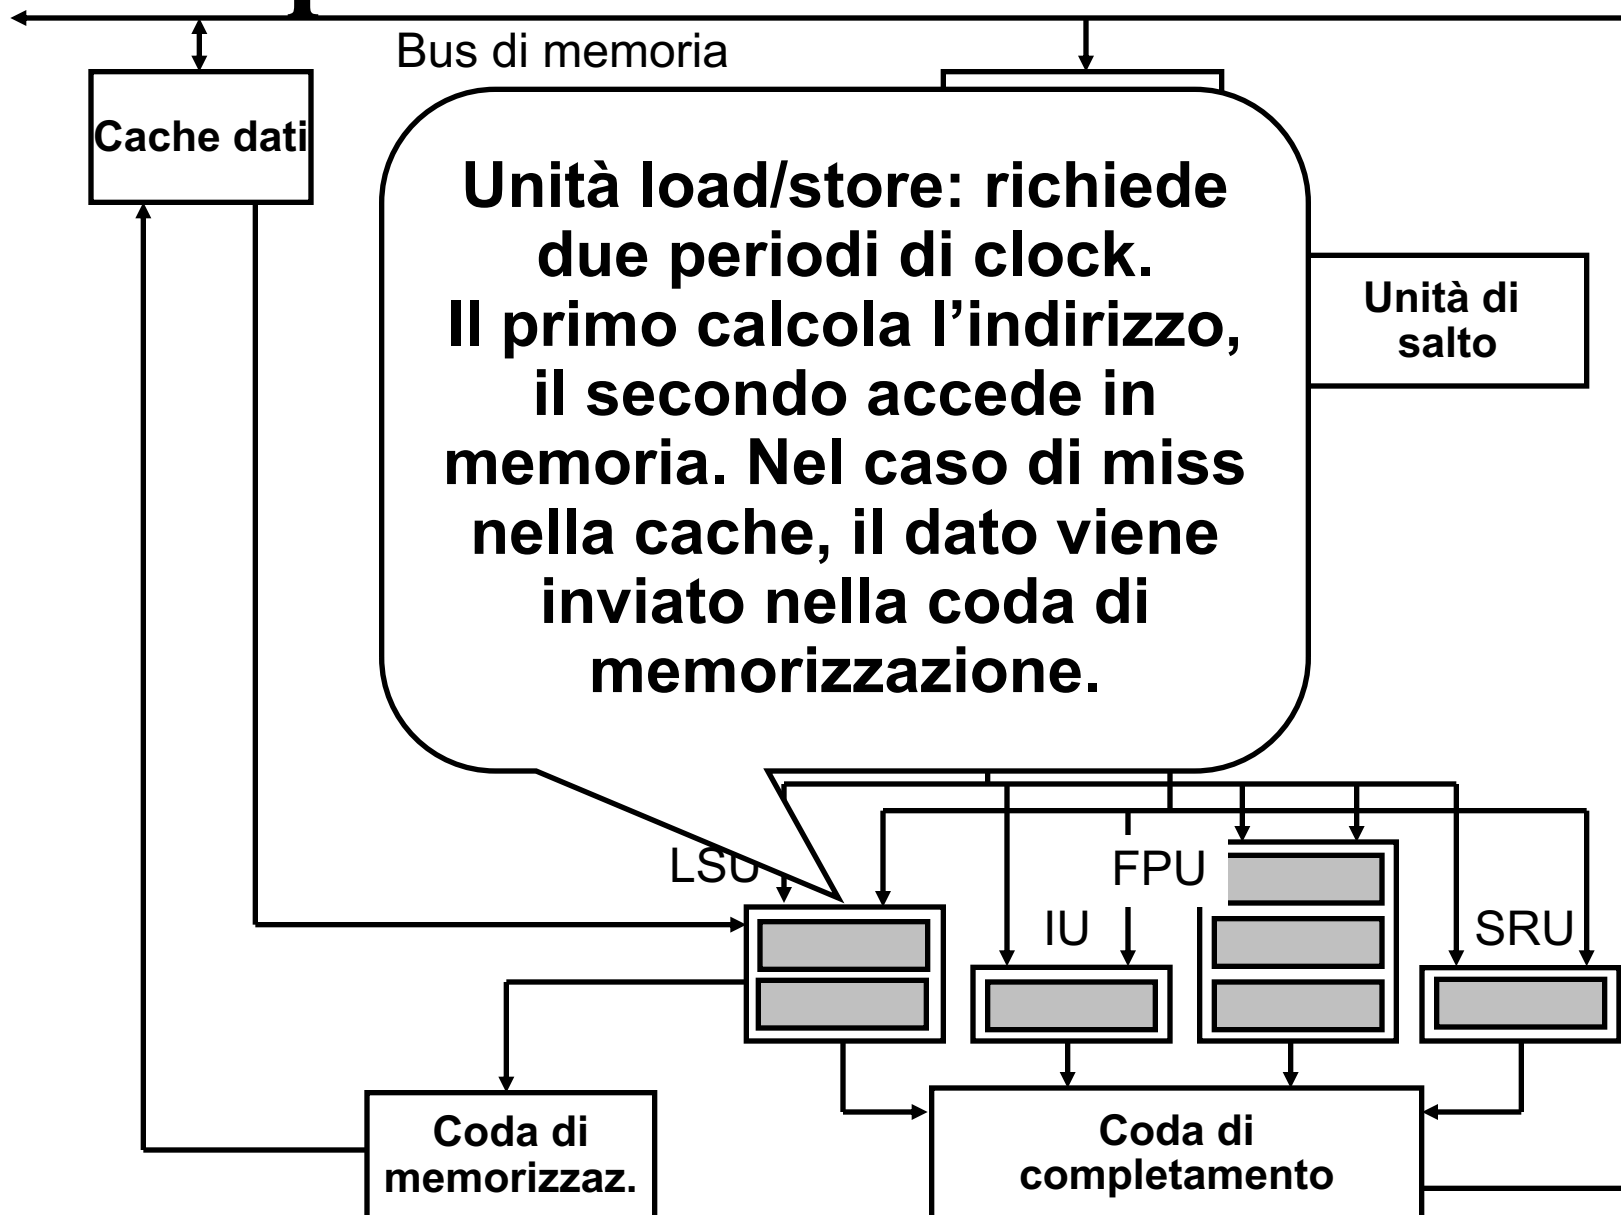 Bus di memoria
Cache dati
Unità load/store: richiede
due periodi di clock.
Il primo calcola l’indirizzo,
il secondo accede in
memoria. Nel caso di miss
nella cache, il dato viene
inviato nella coda di
memorizzazione.
Unità di
salto
LSU
FPU
IU
SRU
Coda di
memorizzaz.
Coda di
completamento